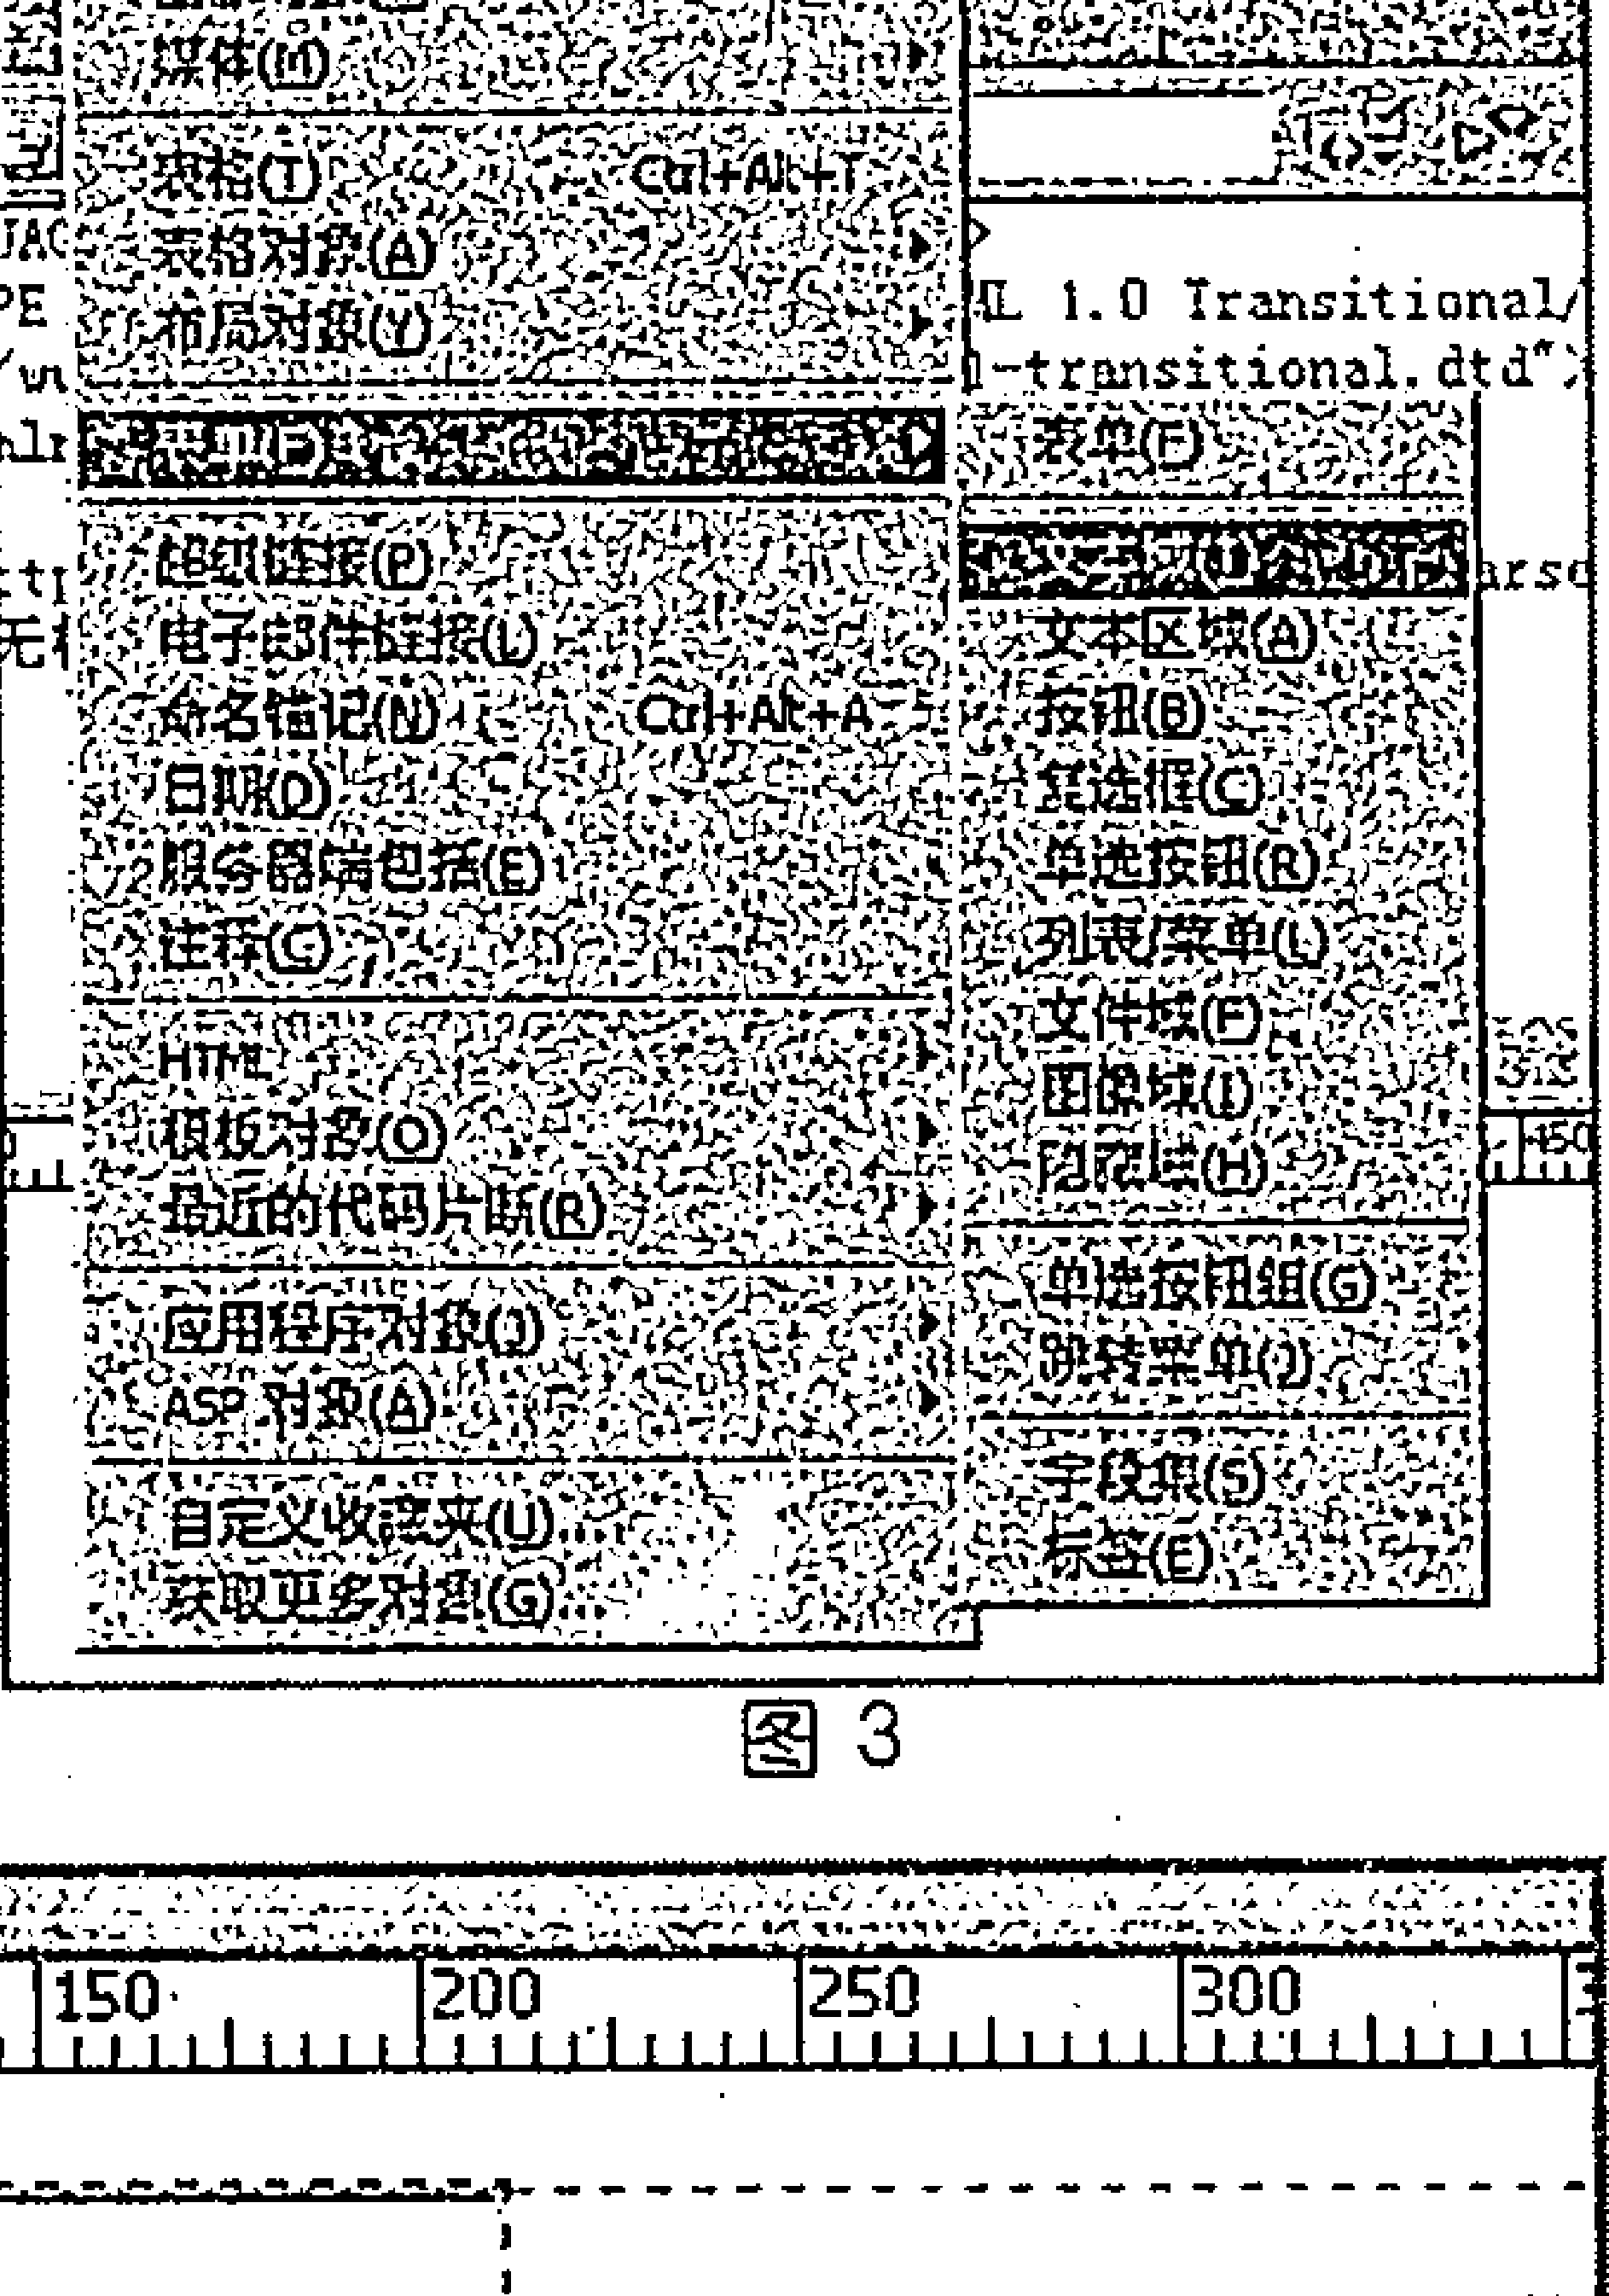 媒体(M)
表格(T) Ctrl+Alt+T
表格对象(A)
布局对象(Y)
表单(F)
超级链接(P)
电子邮件链接(L)
命名锚记(N) Ctrl+Alt+A
日期(D)
服务器端包括(E)
注释(C)
HTML
模板对象(O)
最近的代码片断(R)
应用程序对象(J)
ASP 对象(A)
自定义收藏夹(U)...
获取更多对象(G)...
L 1.0 Transitional/
1-transitional.dtd">
表单(F)
文本区域(A)
按钮(B)
复选框(C)
单选按钮(R)
列表/菜单(L)
文件域(F)
图像域(I)
隐藏域(H)
单选按钮组(G)
跳转菜单(J)
字段集(S)
标签(E)
450
图 3
150 200 250 300